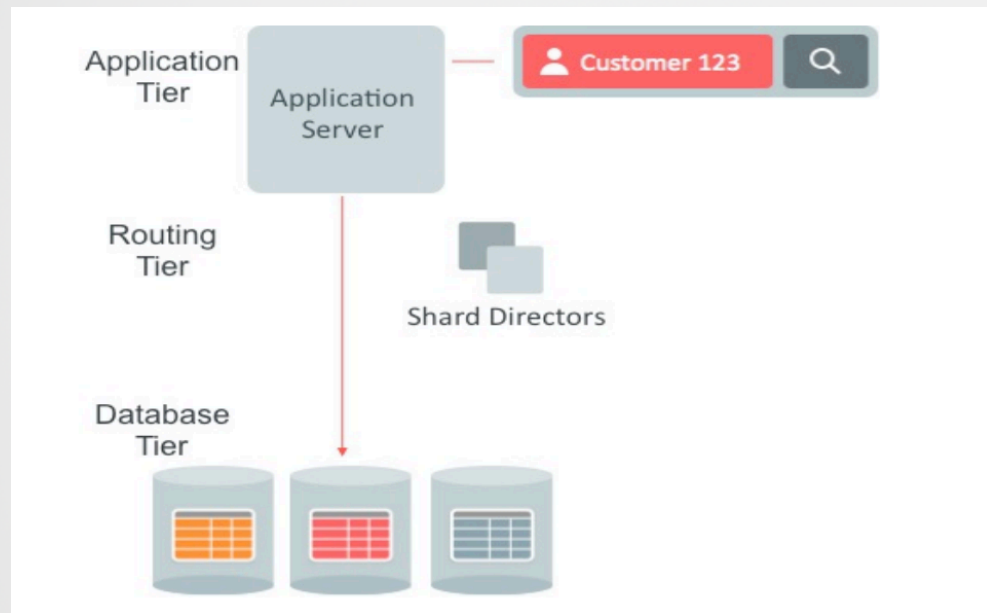 Application
Tier
Application
Server
Customer 123
Routing
Tier
Shard Directors
Database
Tier